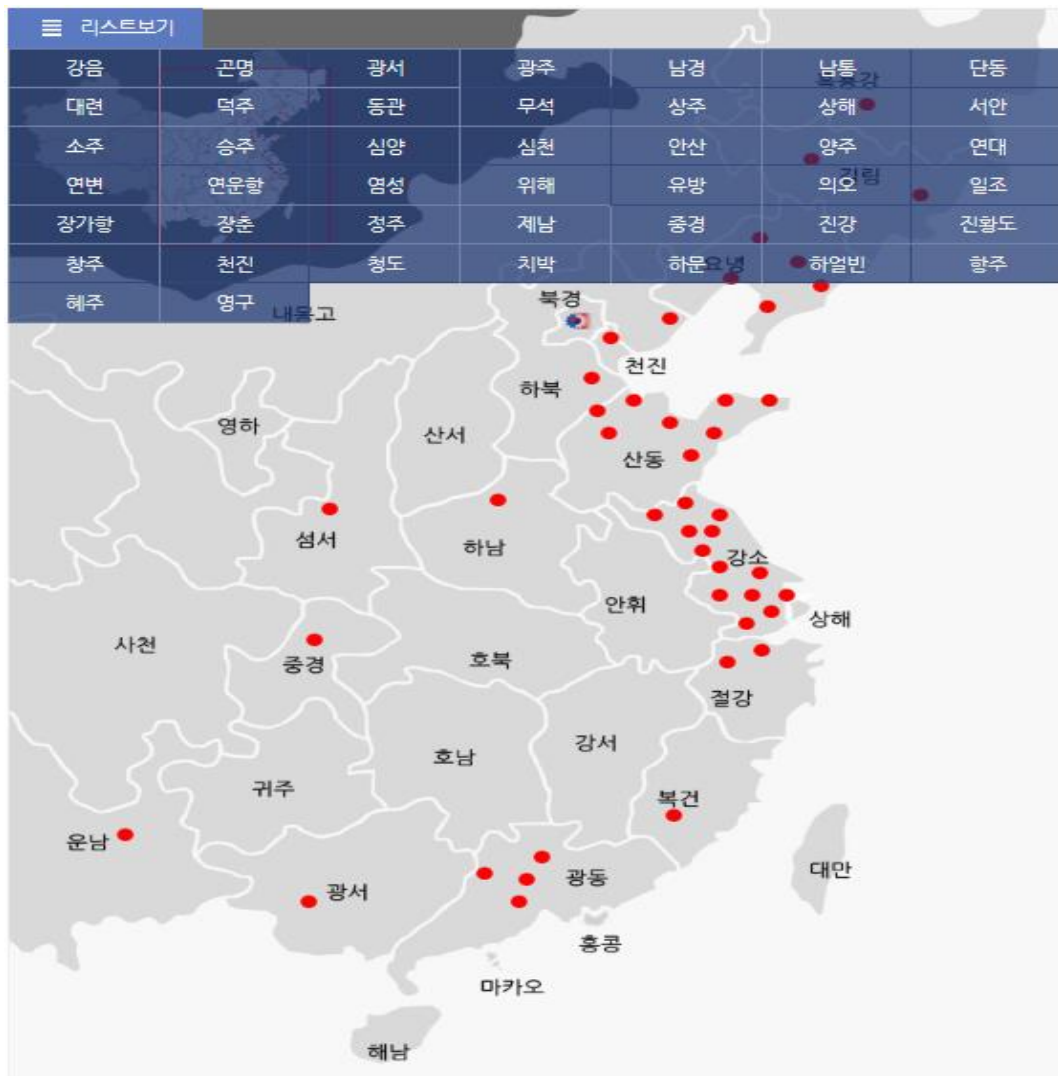 리스트보기
강음 곤명 광서 광주 남경 남통 단동
흑룡강
대련 덕주 동관 무석 상주 상해 서안
소주 승주 심양 심천 안산 양주 연대
길림
연변 연운항 염성 위해 유방 의오 일조
장가항 장춘 정주 제남 중경 진강 진황도
창주 천진 청도 치박 하문 하얼빈 항주
요녕
혜주 영구
북경
내몽고
천진
하북
영하
산서
산동
섬서
하남
강소
안휘
상해
사천
중경
호북
절강
호남
강서
귀주
복건
운남
대만
광서
광동
홍콩
마카오
해남